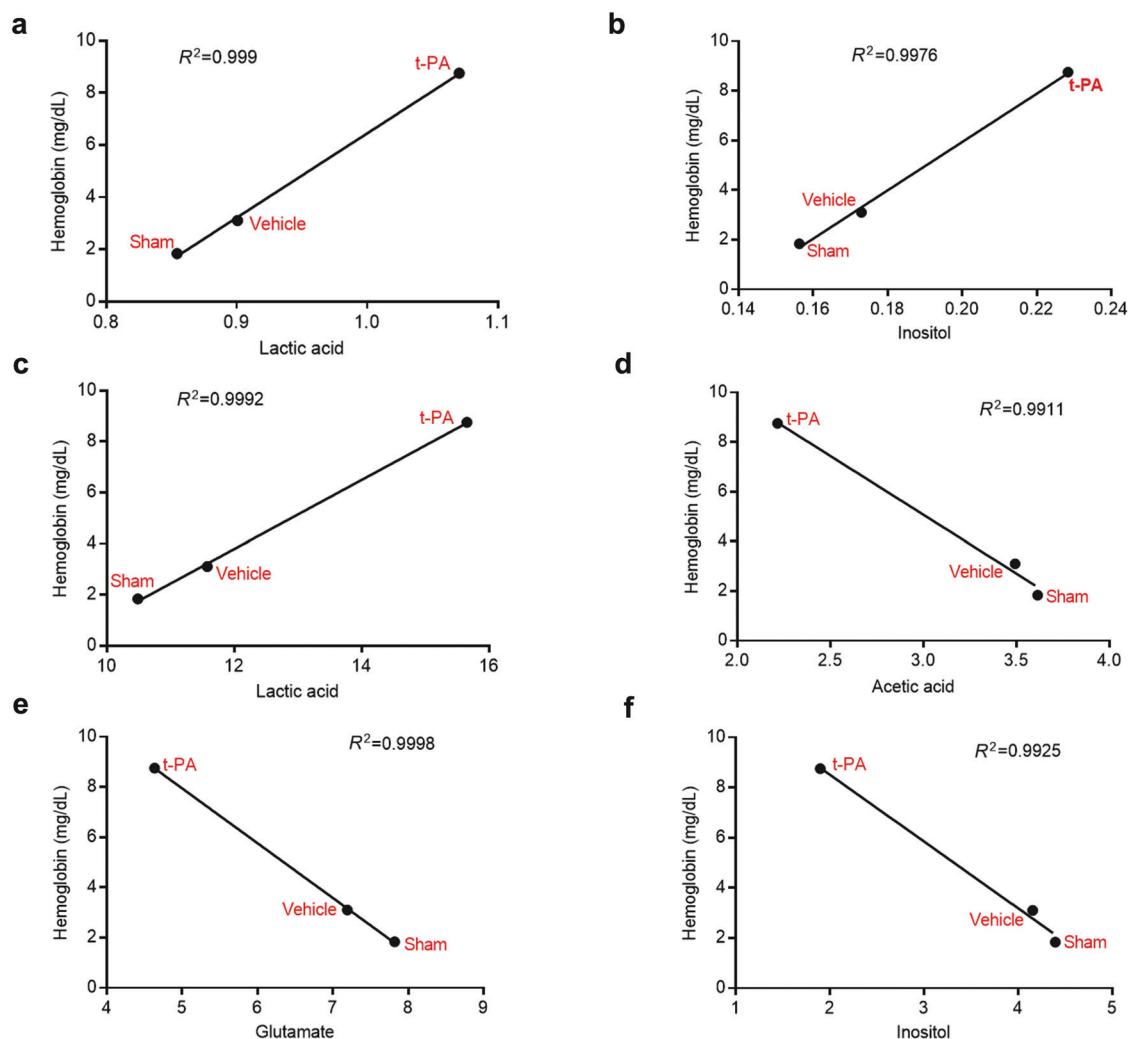 a
R²=0.999
Hemoglobin (mg/dL)
10
8
6
4
2
0
t-PA
Vehicle
Sham
0.8 0.9 1.0 1.1
Lactic acid
b
R²=0.9976
Hemoglobin (mg/dL)
10
8
6
4
2
0
t-PA
Vehicle
Sham
0.14 0.16 0.18 0.20 0.22 0.24
Inositol
c
R²=0.9992
Hemoglobin (mg/dL)
10
8
6
4
2
0
t-PA
Sham
Vehicle
10 12 14 16
Lactic acid
d
R²=0.9911
Hemoglobin (mg/dL)
10
8
6
4
2
0
t-PA
Vehicle
Sham
2.0 2.5 3.0 3.5 4.0
Acetic acid
e
R²=0.9998
Hemoglobin (mg/dL)
10
8
6
4
2
0
t-PA
Vehicle
Sham
4 5 6 7 8 9
Glutamate
f
R²=0.9925
Hemoglobin (mg/dL)
10
8
6
4
2
0
t-PA
Vehicle
Sham
1 2 3 4 5
Inositol